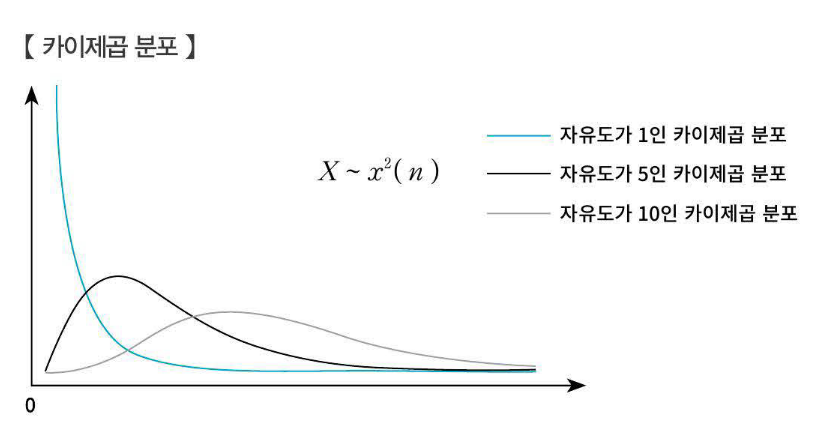 【 카이제곱 분포 】
자유도가 1인 카이제곱 분포
X ~ x²( n )
자유도가 5인 카이제곱 분포
자유도가 10인 카이제곱 분포
0